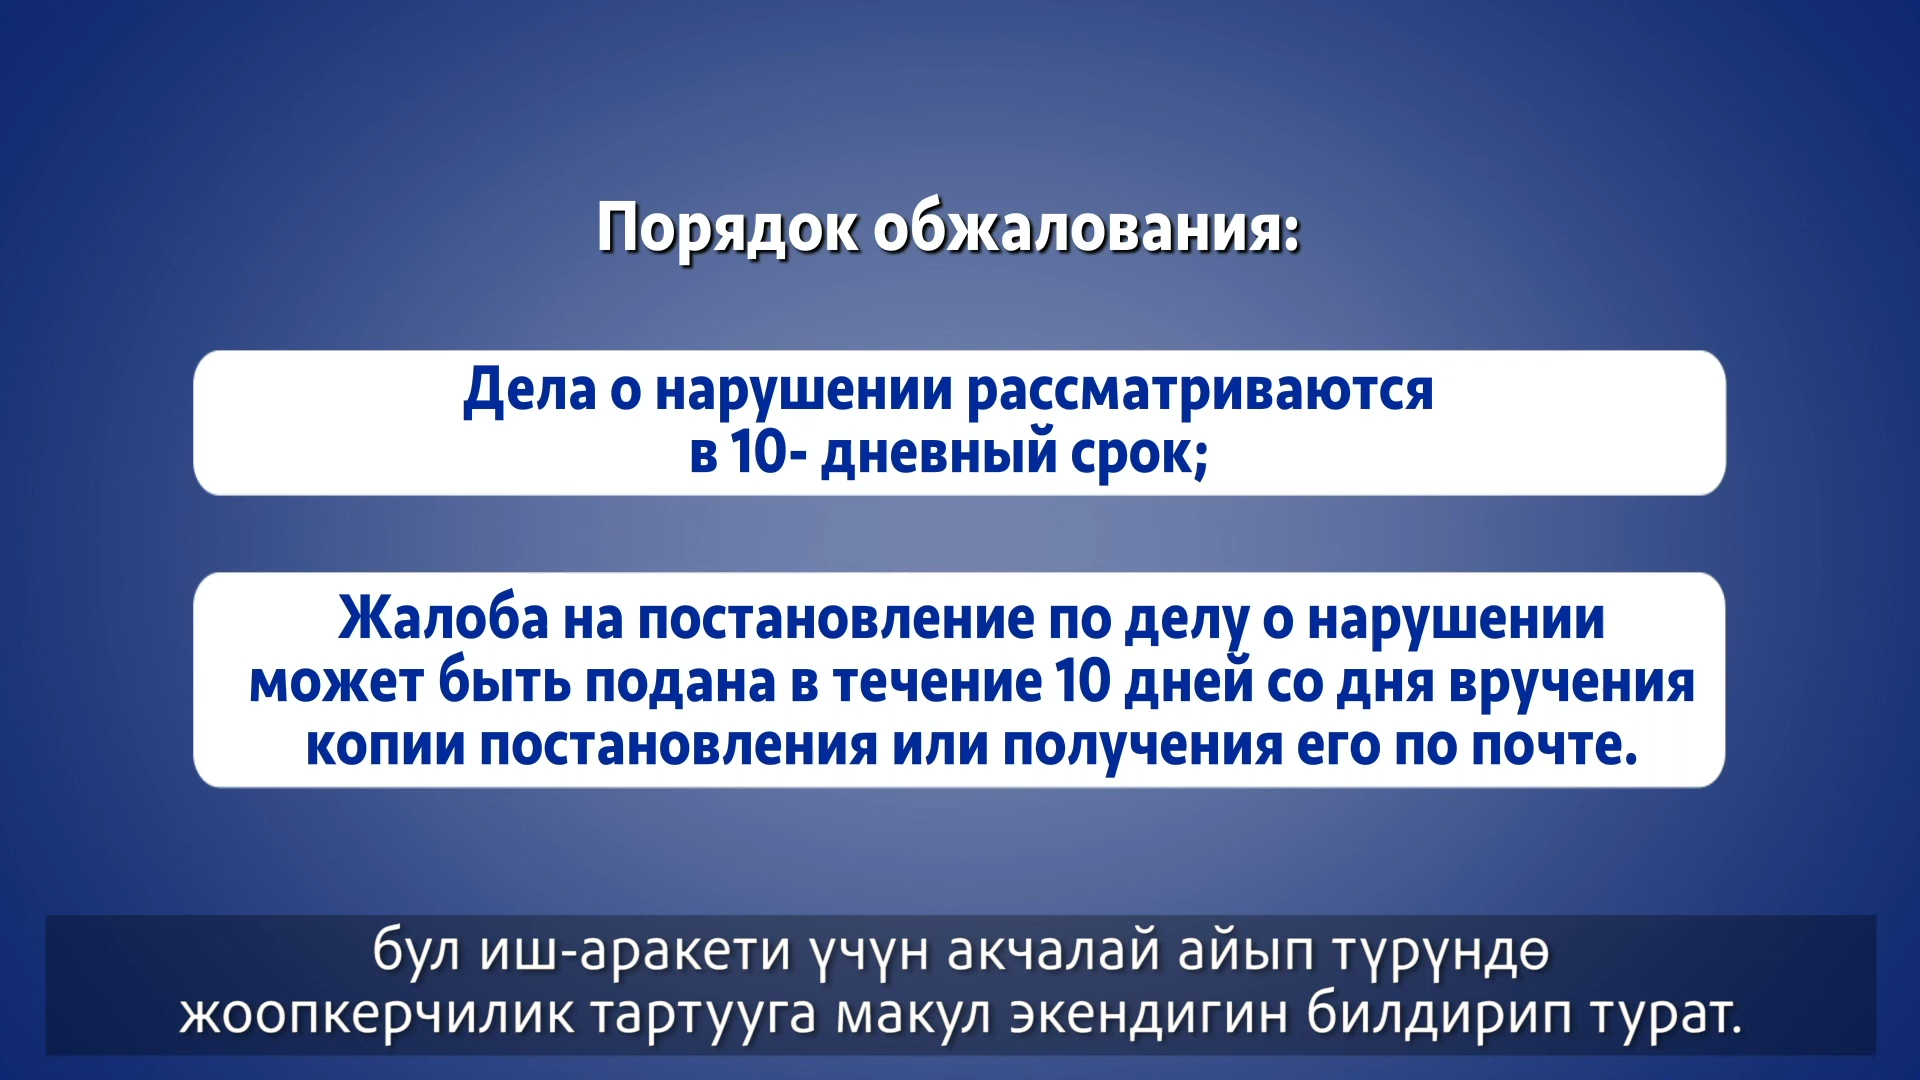 Порядок обжалования:
Дела о нарушении рассматриваются
в 10- дневный срок;
Жалоба на постановление по делу о нарушении
может быть подана в течение 10 дней со дня вручения
копии постановления или получения его по почте.
бул иш-аракети үчүн акчалай айып түрүндө
жоопкерчилик тартууга макул экендигин билдирип турат.